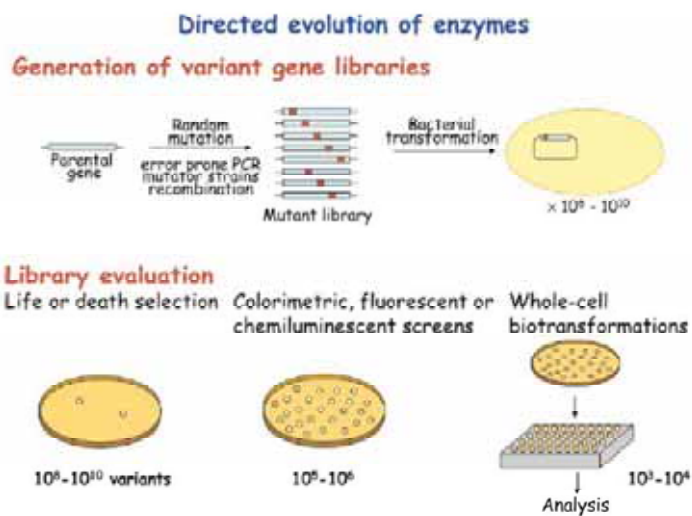 Directed evolution of enzymes
Generation of variant gene libraries
Parental
gene
Random
mutation
error prone PCR
mutator strains
recombination
Mutant library
Bacterial
transformation
Library evaluation
Life or death selection
Colorimetric, fluorescent or
chemiluminescent screens
Whole-cell
biotransformations
10⁸-10¹⁰ variants
10⁵-10⁶
10³-10⁴
Analysis